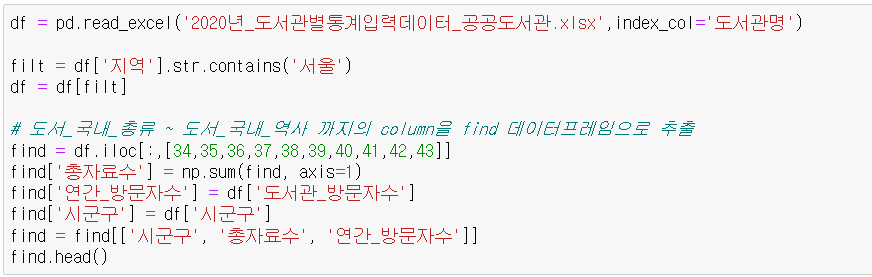 df = pd.read_excel('2020년_도서관별통계입력데이터_공공도서관.xlsx',index_col='도서관명')
filt = df['지역'].str.contains('서울')
df = df[filt]
# 도서_국내_총류 ~ 도서_국내_역사 까지의 column을 find 데이터프레임으로 추출
find = df.iloc[:,[34,35,36,37,38,39,40,41,42,43]]
find['총자료수'] = np.sum(find, axis=1)
find['연간_방문자수'] = df['도서관_방문자수']
find['시군구'] = df['시군구']
find = find[['시군구', '총자료수', '연간_방문자수']]
find.head()